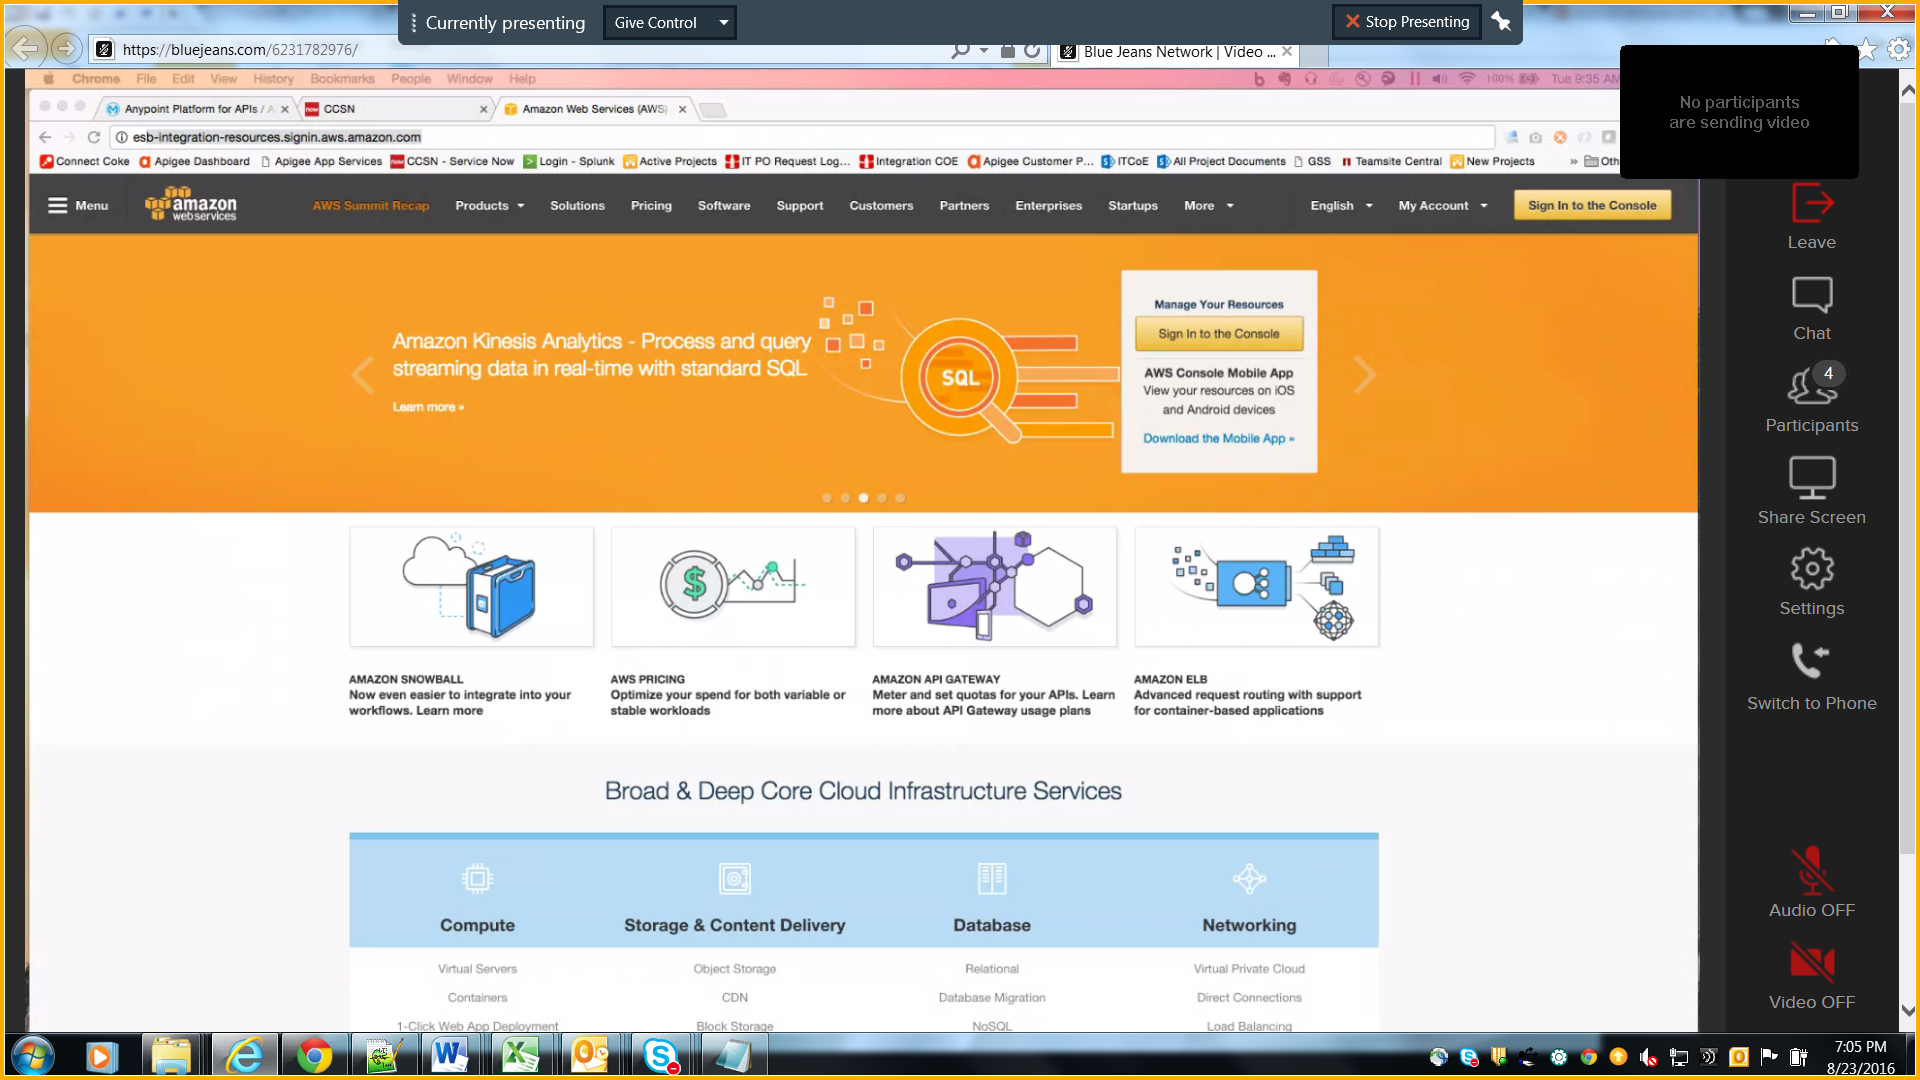 Currently presenting
Give Control
Stop Presenting
https://bluejeans.com/6231782976/
Blue Jeans Network | Video ...
Chrome File Edit View History Bookmarks People Window Help
100%
Tue 9:35 AM
No participants
are sending video
Anypoint Platform for APIs / A
now CCSN
Amazon Web Services (AWS)
esb-integration-resources.signin.aws.amazon.com
Connect Coke
Apigee Dashboard
Apigee App Services
now CCSN - Service Now
Login - Splunk
Active Projects
IT PO Request Log...
Integration COE
Apigee Customer P...
ITCoE
All Project Documents
GSS
Teamsite Central
New Projects
»
Oth
Menu
amazon
web services
AWS Summit Recap
Products
Solutions
Pricing
Software
Support
Customers
Partners
Enterprises
Startups
More
English
My Account
Sign In to the Console
Amazon Kinesis Analytics - Process and query
streaming data in real-time with standard SQL
Learn more »
SQL
Manage Your Resources
Sign In to the Console
AWS Console Mobile App
View your resources on iOS
and Android devices
Download the Mobile App »
$
AMAZON SNOWBALL
Now even easier to integrate into your
workflows. Learn more
AWS PRICING
Optimize your spend for both variable or
stable workloads
AMAZON API GATEWAY
Meter and set quotas for your APIs. Learn
more about API Gateway usage plans
AMAZON ELB
Advanced request routing with support
for container-based applications
Broad & Deep Core Cloud Infrastructure Services
Compute
Virtual Servers
Containers
1-Click Web App Deployment
Storage & Content Delivery
Object Storage
CDN
Block Storage
Database
Relational
Database Migration
NoSQL
Networking
Virtual Private Cloud
Direct Connections
Load Balancing
Leave
Chat
4
Participants
Share Screen
Settings
Switch to Phone
Audio OFF
Video OFF
7:05 PM
8/23/2016